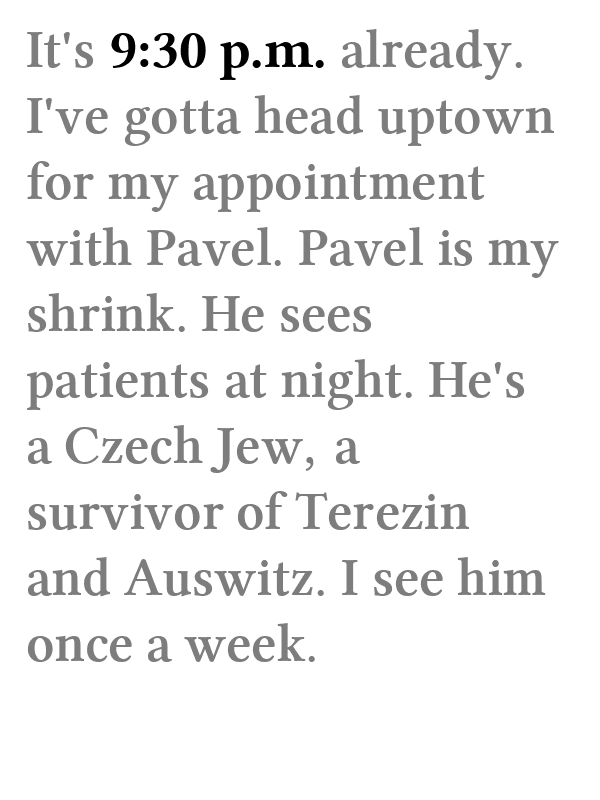 It's 9:30 p.m. already.
I've gotta head uptown
for my appointment
with Pavel. Pavel is my
shrink. He sees
patients at night. He's
a Czech Jew, a
survivor of Terezin
and Auswitz. I see him
once a week.